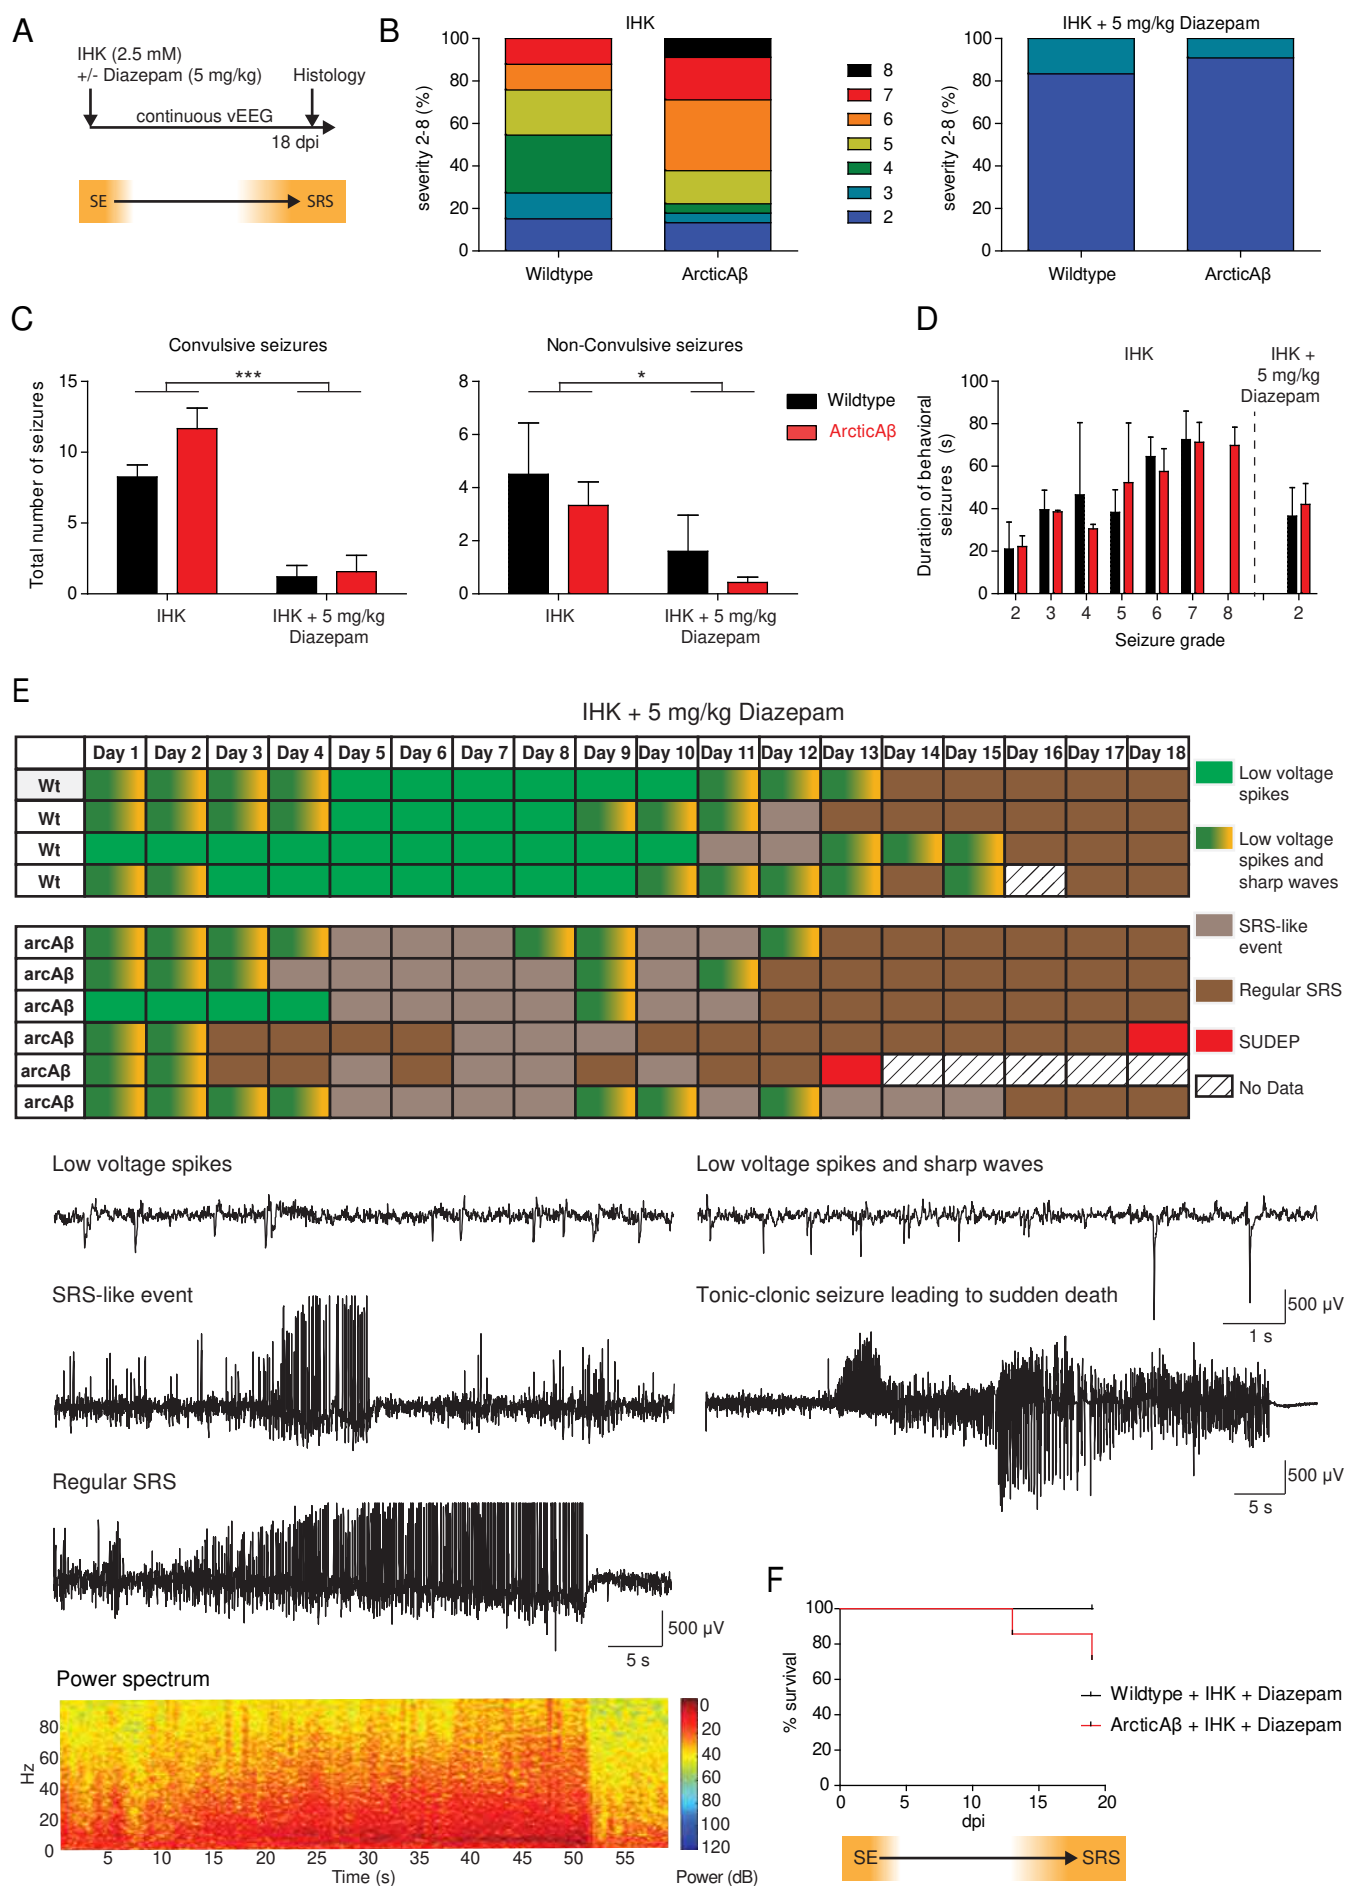 A
IHK (2.5 mM)
+/- Diazepam (5 mg/kg)
Histology
continuous vEEG
18 dpi
SE
SRS
B
IHK
severity 2-8 (%)
100
80
60
40
20
0
Wildtype
ArcticAβ
8
7
6
5
4
3
2
IHK + 5 mg/kg Diazepam
severity 2-8 (%)
100
80
60
40
20
0
Wildtype
ArcticAβ
C
Convulsive seizures
Total number of seizures
15
10
5
0
***
IHK
IHK + 5 mg/kg
Diazepam
Non-Convulsive seizures
8
6
4
2
0
*
IHK
IHK + 5 mg/kg
Diazepam
Wildtype
ArcticAβ
D
IHK
IHK +
5 mg/kg
Diazepam
Duration of behavioral
seizures (s)
100
80
60
40
20
0
2 3 4 5 6 7 8 2
Seizure grade
E
IHK + 5 mg/kg Diazepam
Day 1 Day 2 Day 3 Day 4 Day 5 Day 6 Day 7 Day 8 Day 9 Day 10 Day 11 Day 12 Day 13 Day 14 Day 15 Day 16 Day 17 Day 18
Wt
Wt
Wt
Wt
arcAβ
arcAβ
arcAβ
arcAβ
arcAβ
arcAβ
Low voltage
spikes
Low voltage
spikes and
sharp waves
SRS-like
event
Regular SRS
SUDEP
No Data
Low voltage spikes
Low voltage spikes and sharp waves
500 µV
1 s
SRS-like event
Tonic-clonic seizure leading to sudden death
500 µV
5 s
Regular SRS
500 µV
5 s
Power spectrum
Hz
80
60
40
20
0
5 10 15 20 25 30 35 40 45 50 55
Time (s)
0
20
40
60
80
100
120
Power (dB)
F
% survival
100
80
60
40
20
0
0 5 10 15 20
dpi
Wildtype + IHK + Diazepam
ArcticAβ + IHK + Diazepam
SE
SRS